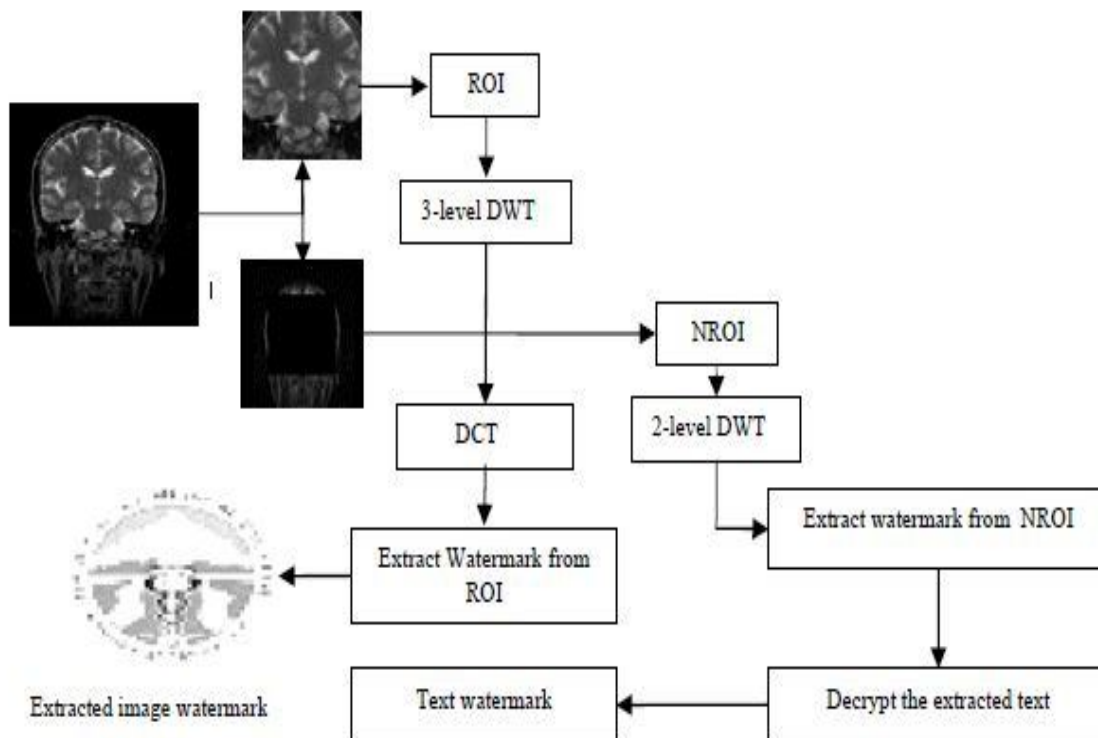 ROI
3-level DWT
NROI
DCT
2-level DWT
Extract watermark from NROI
Extract Watermark from
ROI
Extracted image watermark
Text watermark
Decrypt the extracted text